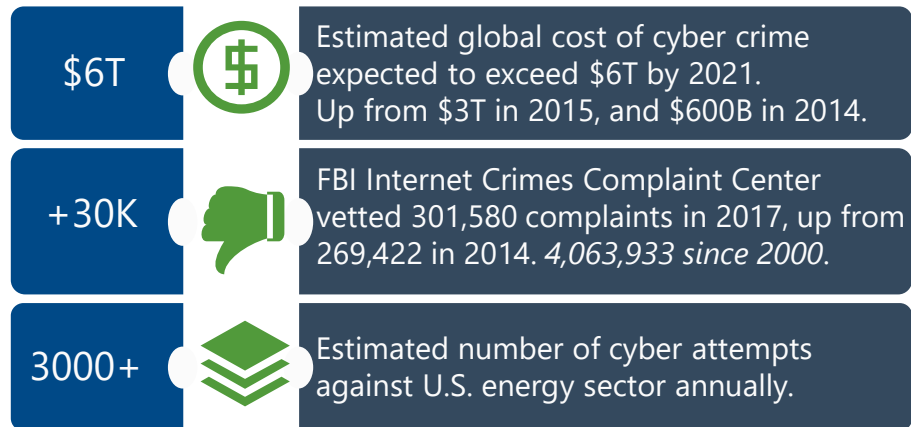 $6T
Estimated global cost of cyber crime
expected to exceed $6T by 2021.
Up from $3T in 2015, and $600B in 2014.
+30K
FBI Internet Crimes Complaint Center
vetted 301,580 complaints in 2017, up from
269,422 in 2014. 4,063,933 since 2000.
3000+
Estimated number of cyber attempts
against U.S. energy sector annually.